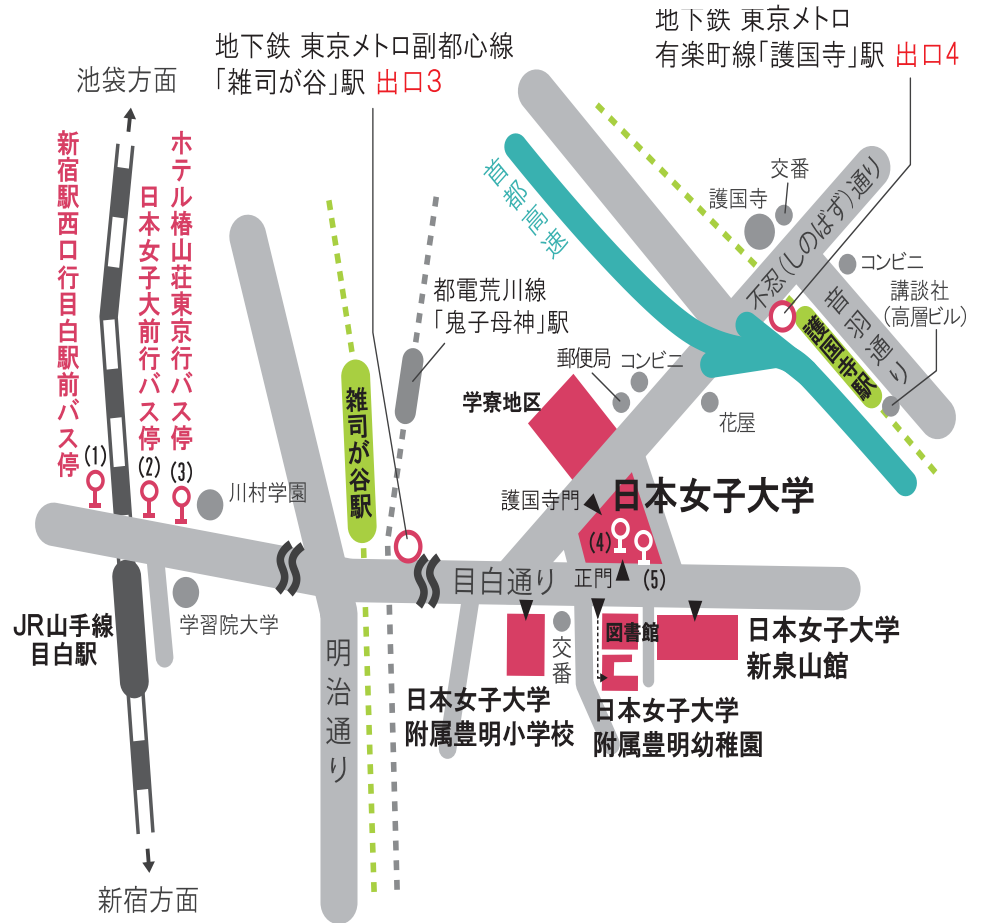 地下鉄 東京メトロ副都心線
「雑司が谷」駅 出口3
地下鉄 東京メトロ
有楽町線「護国寺」駅 出口4
池袋方面
新宿駅西口行目白駅前バス停
(1)
日本女子大前行バス停
(2)
ホテル椿山荘東京行バス停
(3)
首都高速
交番
護国寺
不忍(しのばず)通り
コンビニ
講談社
(高層ビル)
音羽通り
護国寺駅
都電荒川線
「鬼子母神」駅
雑司が谷駅
郵便局
コンビニ
花屋
学寮地区
川村学園
護国寺門
日本女子大学
(4)
(5)
正門
目白通り
学習院大学
JR山手線
目白駅
明治通り
交番
図書館
日本女子大学
新泉山館
日本女子大学
附属豊明小学校
日本女子大学
附属豊明幼稚園
新宿方面